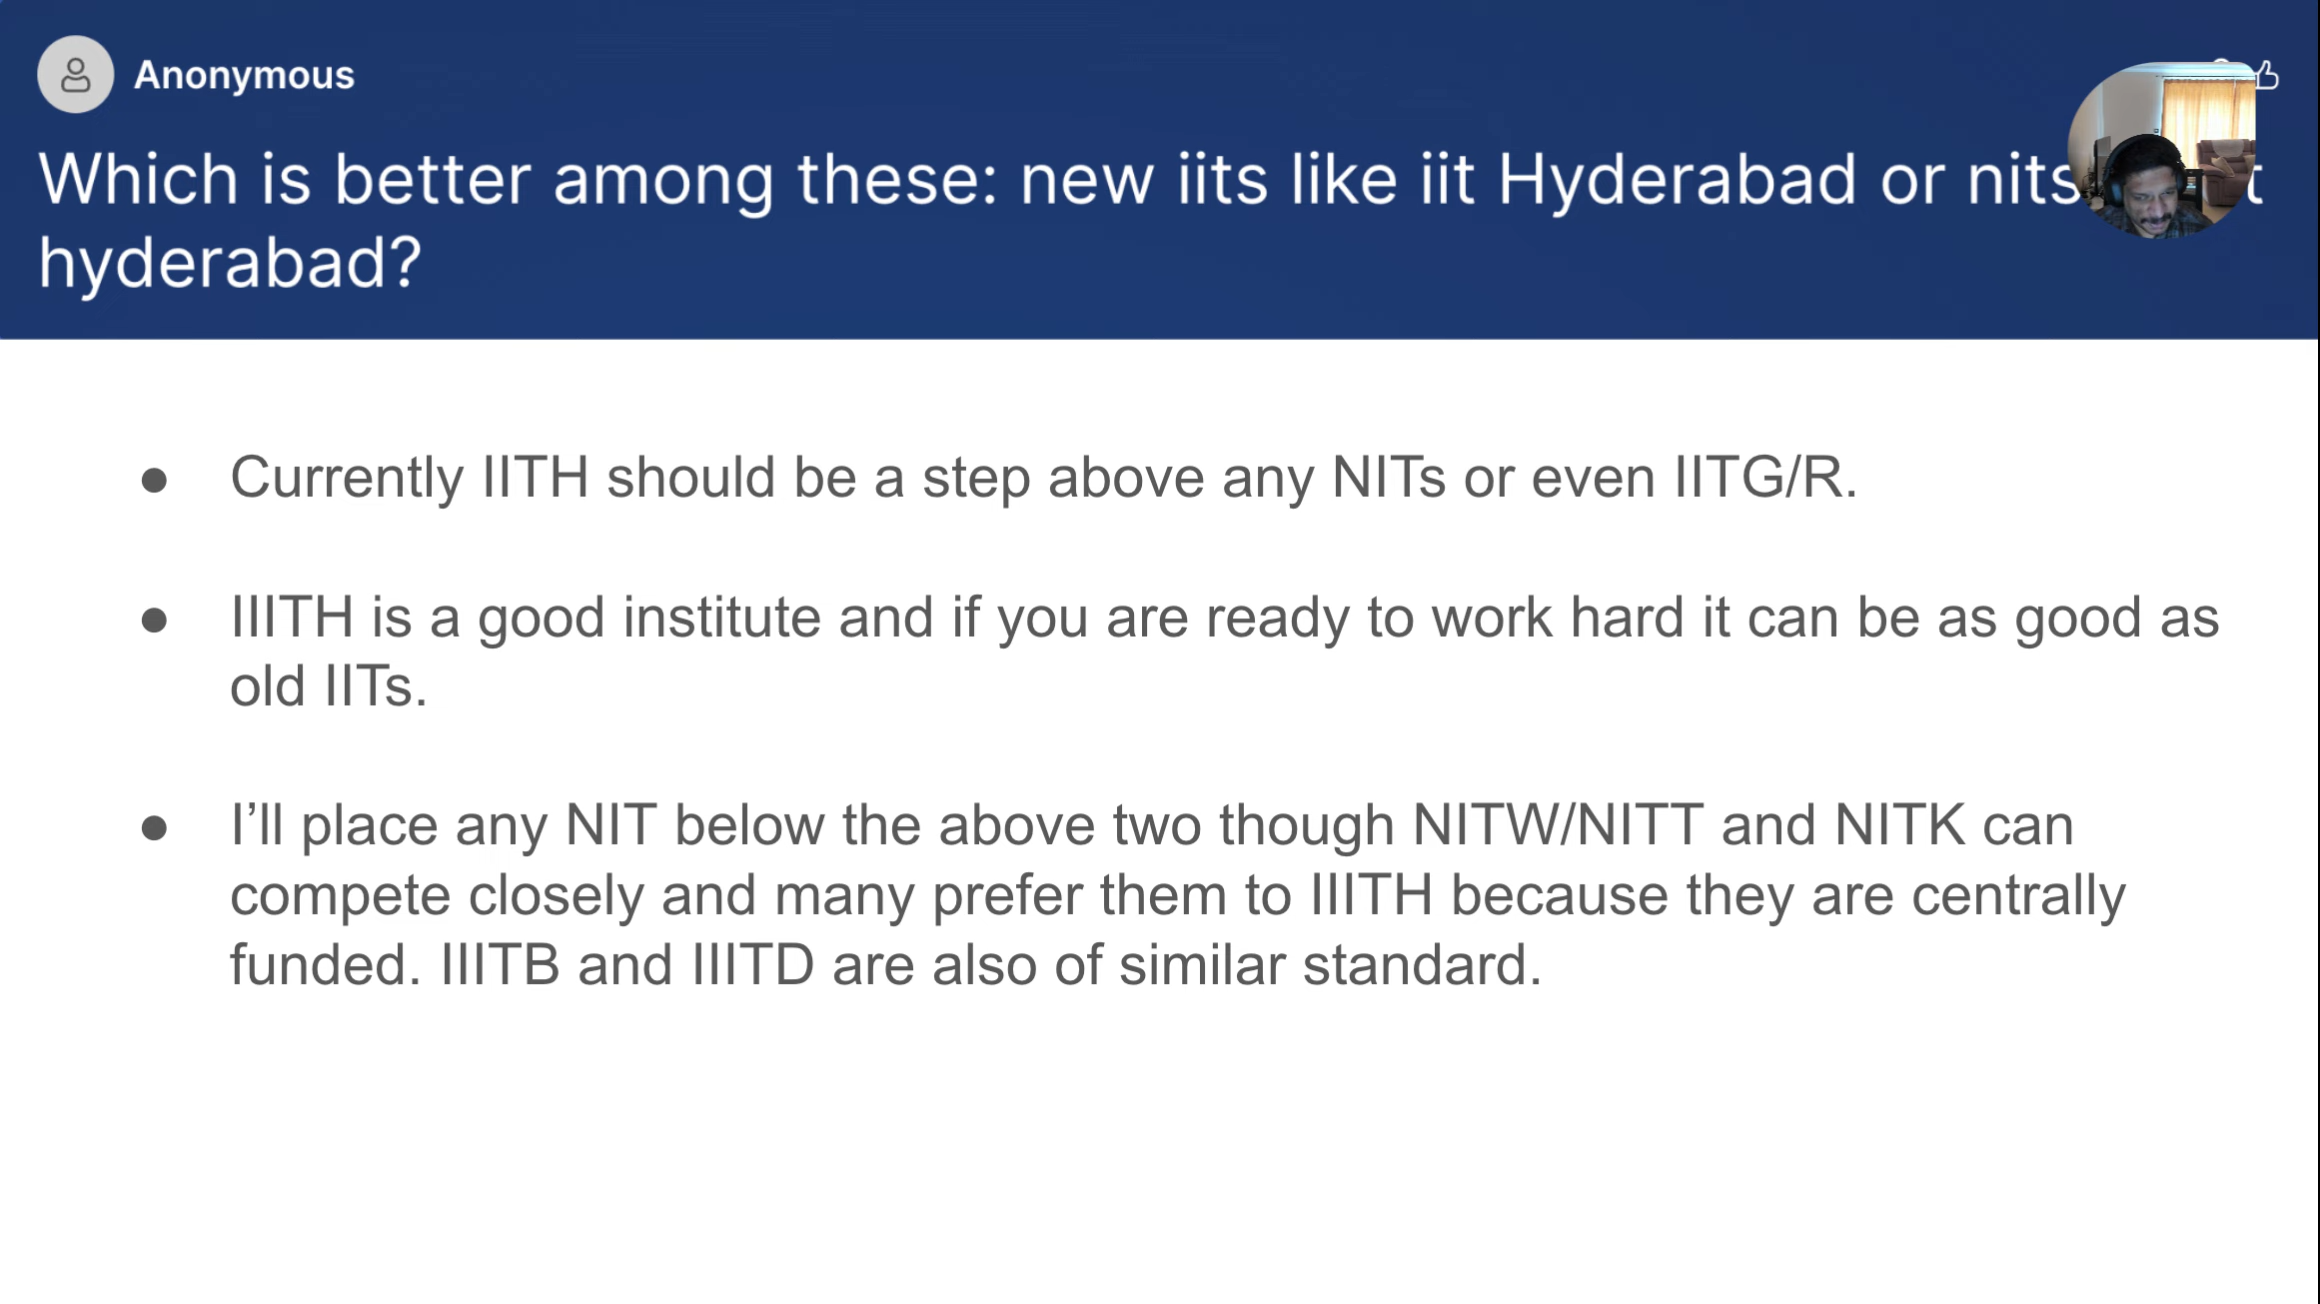 Anonymous
Which is better among these: new iits like iit Hyderabad or nits
hyderabad?
● Currently IITH should be a step above any NITs or even IITG/R.
● IIITH is a good institute and if you are ready to work hard it can be as good as
old IITs.
● I’ll place any NIT below the above two though NITW/NITT and NITK can
compete closely and many prefer them to IIITH because they are centrally
funded. IIITB and IIITD are also of similar standard.